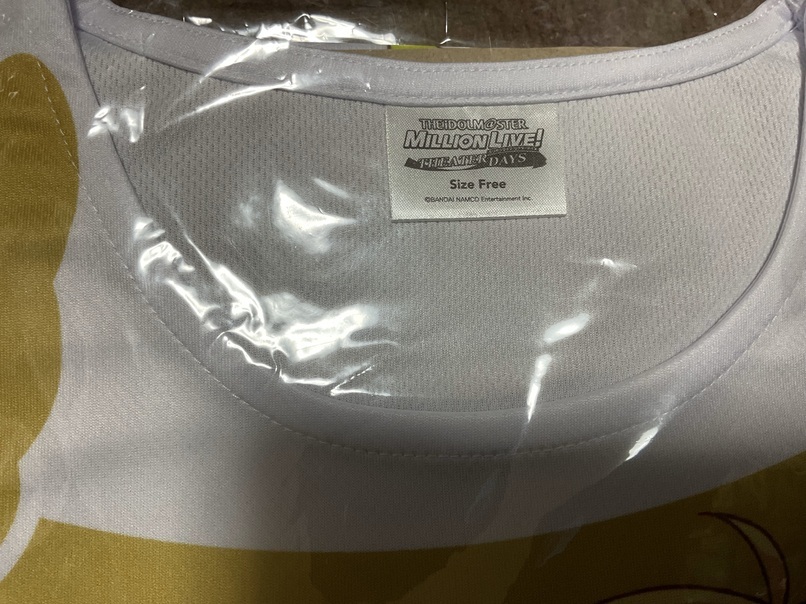 THE iDOLM@STER
MILLION LIVE!
THEATER DAYS
Size Free
©BANDAI NAMCO Entertainment Inc.